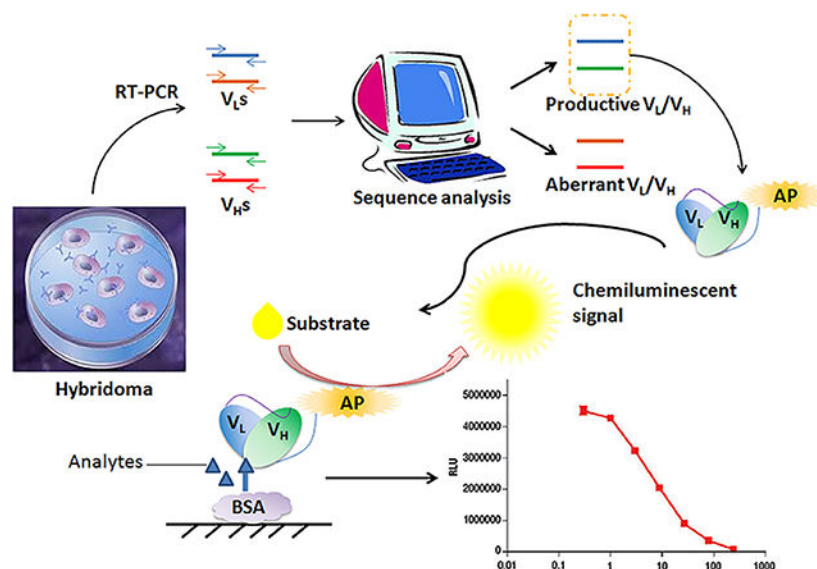 RT-PCR
VLs
VHs
Sequence analysis
Productive VL/VH
Aberrant VL/VH
VL
VH
AP
Hybridoma
Substrate
Chemiluminescent
signal
AP
VL
VH
Analytes
BSA
RLU
5000000
4000000
3000000
2000000
1000000
0
0.01
0.1
1
10
100
1000